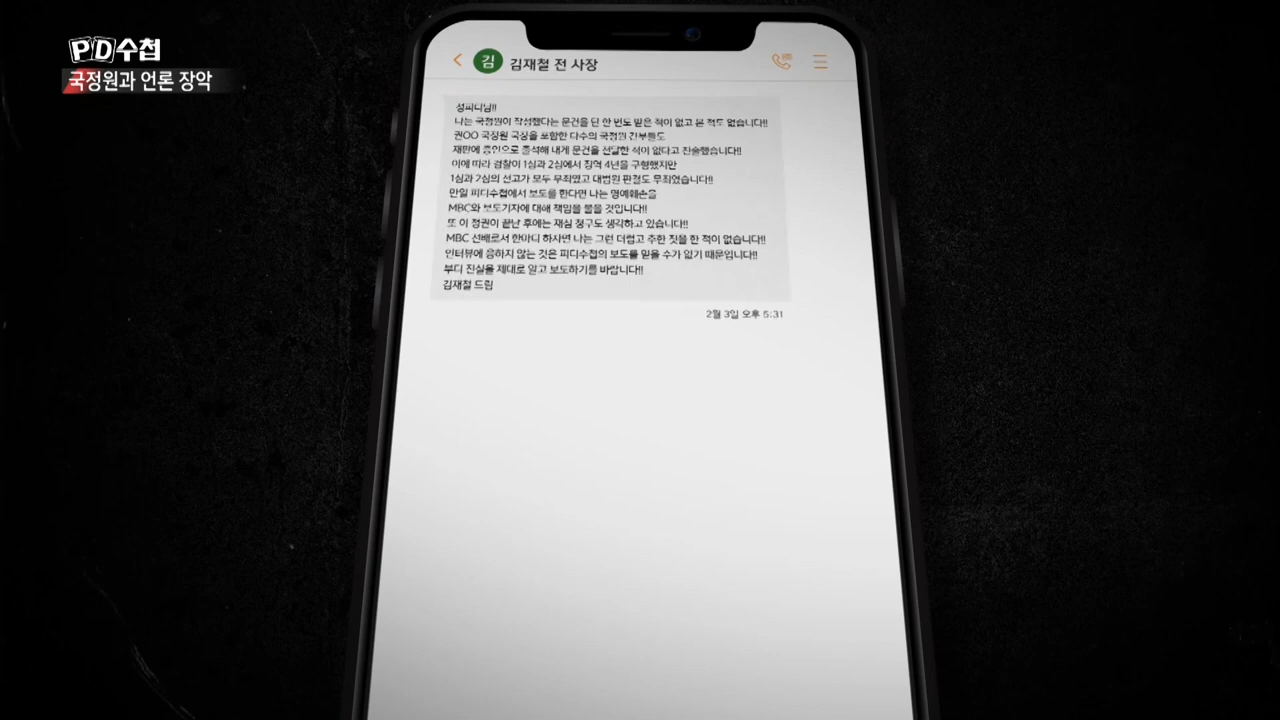 PD수첩
국정원과 언론 장악
김
김재철 전 사장
성피디님!!
나는 국정원이 작성했다는 문건을 단 한 번도 받은 적이 없고 본 적도 없습니다!!
권OO 국정원 국장을 포함한 다수의 국정원 간부들도
재판에 증인으로 출석해 내게 문건을 전달한 적이 없다고 진술했습니다!!
이에 따라 검찰이 1심과 2심에서 징역 4년을 구형했지만
1심과 2심의 선고가 모두 무죄였고 대법원 판결도 무죄였습니다!!
만일 피디수첩에서 보도를 한다면 나는 명예훼손을
MBC와 보도기자에 대해 책임을 물을 것입니다!!
또 이 정권이 끝난 후에는 재심 청구도 생각하고 있습니다!!
MBC 선배로서 한마디 하자면 나는 그런 더럽고 추한 짓을 한 적이 없습니다!!
인터뷰에 응하지 않는 것은 피디수첩의 보도를 믿을 수가 없기 때문입니다!!
부디 진실을 제대로 알고 보도하기를 바랍니다!!
김재철 드림
2월 3일 오후 5:31